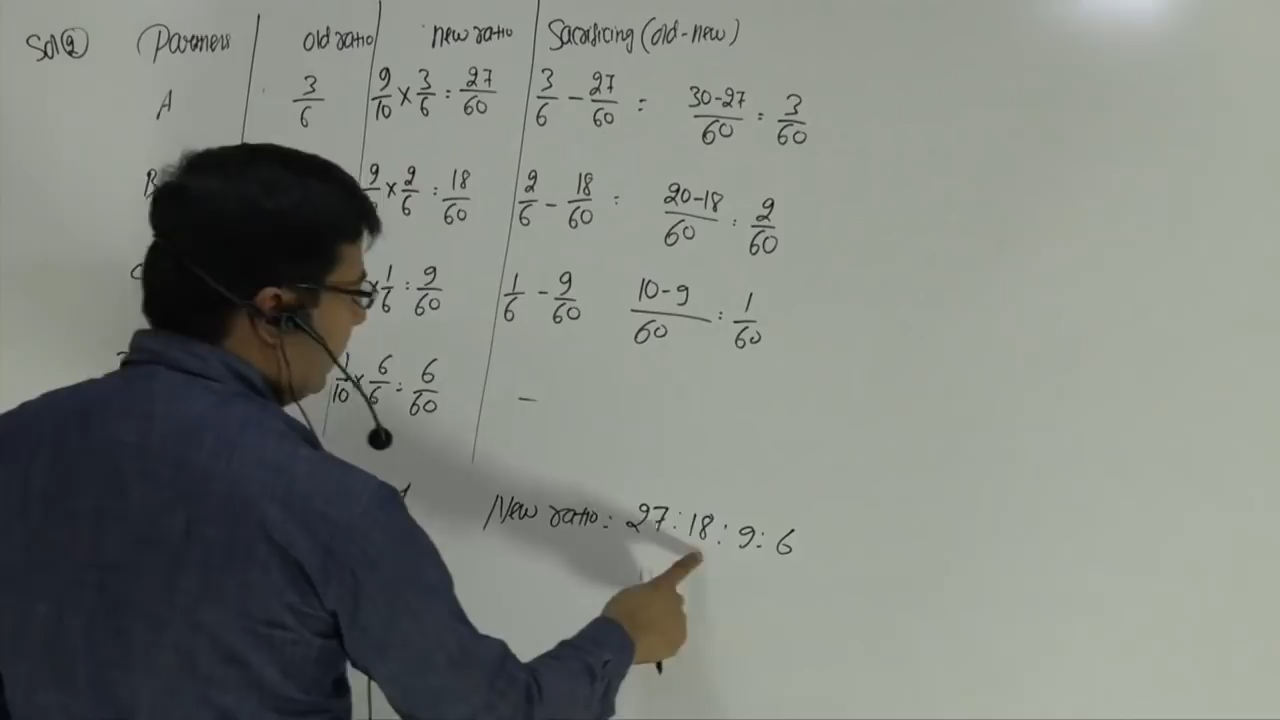 Sol 2 Partners old ratio new ratio Sacrificing (old-new)
A 3/6 9/10 × 3/6 = 27/60 3/6 - 27/60 = 30-27/60 = 3/60
B 9/ × 2/6 = 18/60 2/6 - 18/60 = 20-18/60 = 2/60
× 1/6 = 9/60 1/6 - 9/60 10-9/60 = 1/60
1/10 × 6/6 = 6/60 -
New ratio: 27:18:9:6